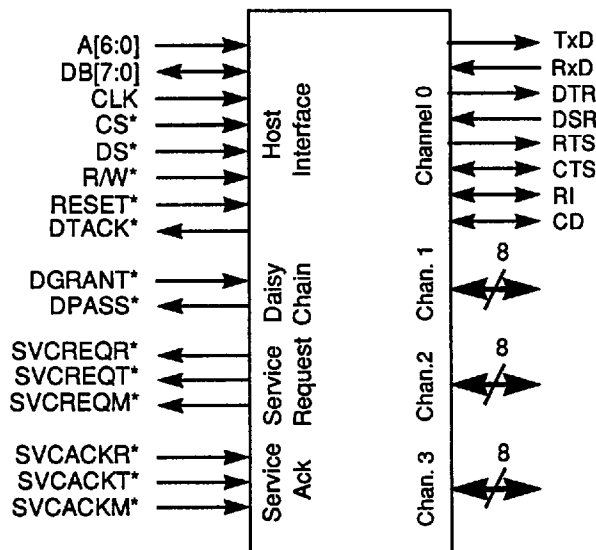 A[6:0]
DB[7:0]
CLK
CS*
DS*
R/W*
RESET*
DTACK*
DGRANT*
DPASS*
SVCREQR*
SVCREQT*
SVCREQM*
SVCACKR*
SVCACKT*
SVCACKM*
Host
Interface
Daisy
Chain
Service
Request
Service
Ack
Channel 0
Chan. 1
Chan.2
Chan. 3
TxD
RxD
DTR
DSR
RTS
CTS
RI
CD
8
8
8